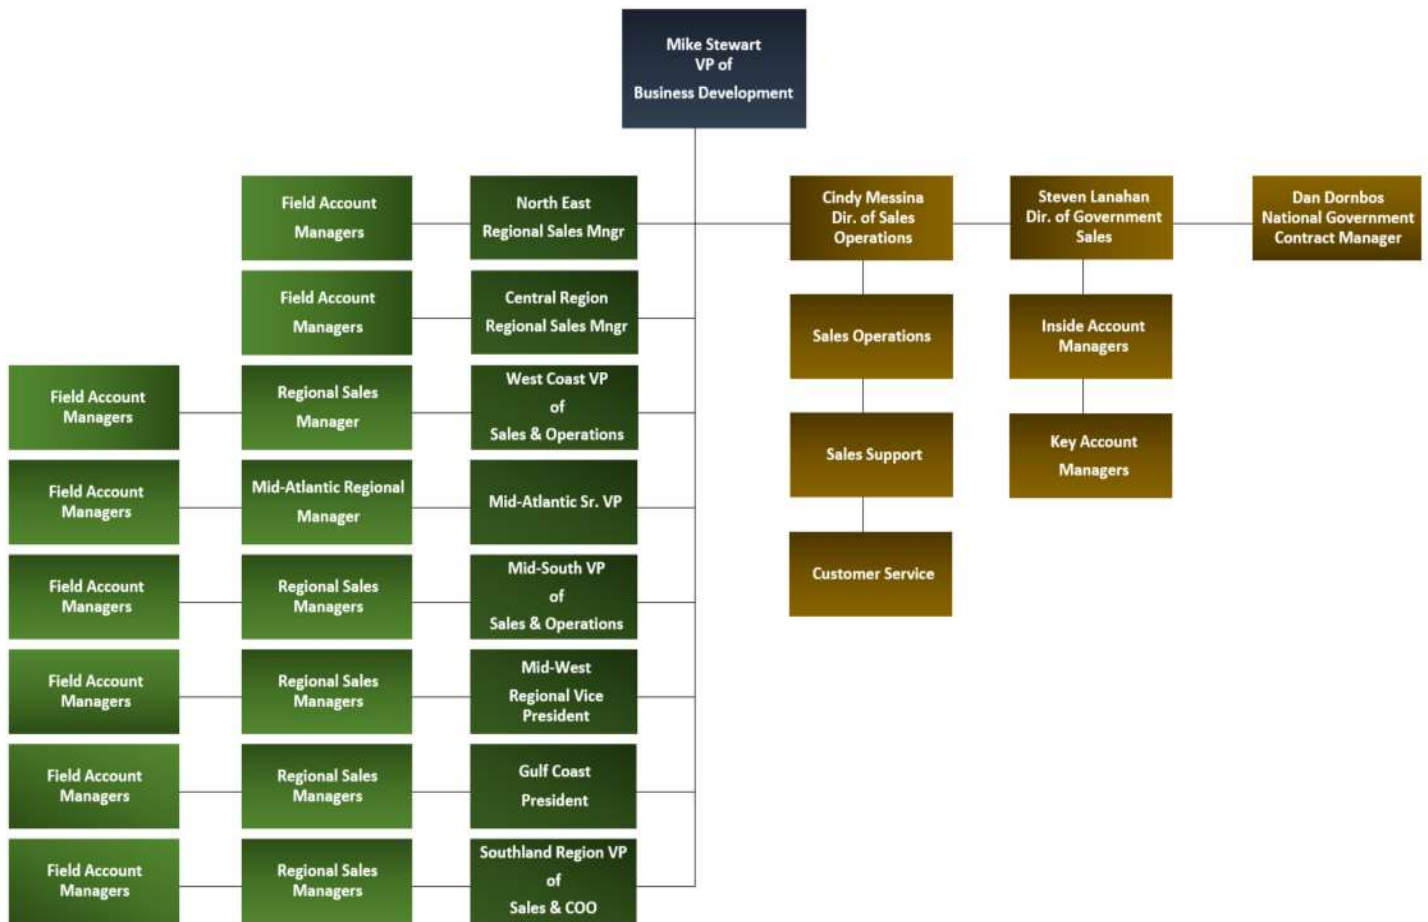 Mike Stewart
VP of
Business Development
Field Account
Managers
North East
Regional Sales Mngr
Cindy Messina
Dir. of Sales
Operations
Steven Lanahan
Dir. of Government
Sales
Dan Dornbos
National Government
Contract Manager
Field Account
Managers
Central Region
Regional Sales Mngr
Sales Operations
Inside Account
Managers
Field Account
Managers
Regional Sales
Manager
West Coast VP
of
Sales & Operations
Sales Support
Key Account
Managers
Field Account
Managers
Mid-Atlantic Regional
Manager
Mid-Atlantic Sr. VP
Field Account
Managers
Regional Sales
Managers
Mid-South VP
of
Sales & Operations
Customer Service
Field Account
Managers
Regional Sales
Managers
Mid-West
Regional Vice
President
Field Account
Managers
Regional Sales
Managers
Gulf Coast
President
Field Account
Managers
Regional Sales
Managers
Southland Region VP
of
Sales & COO